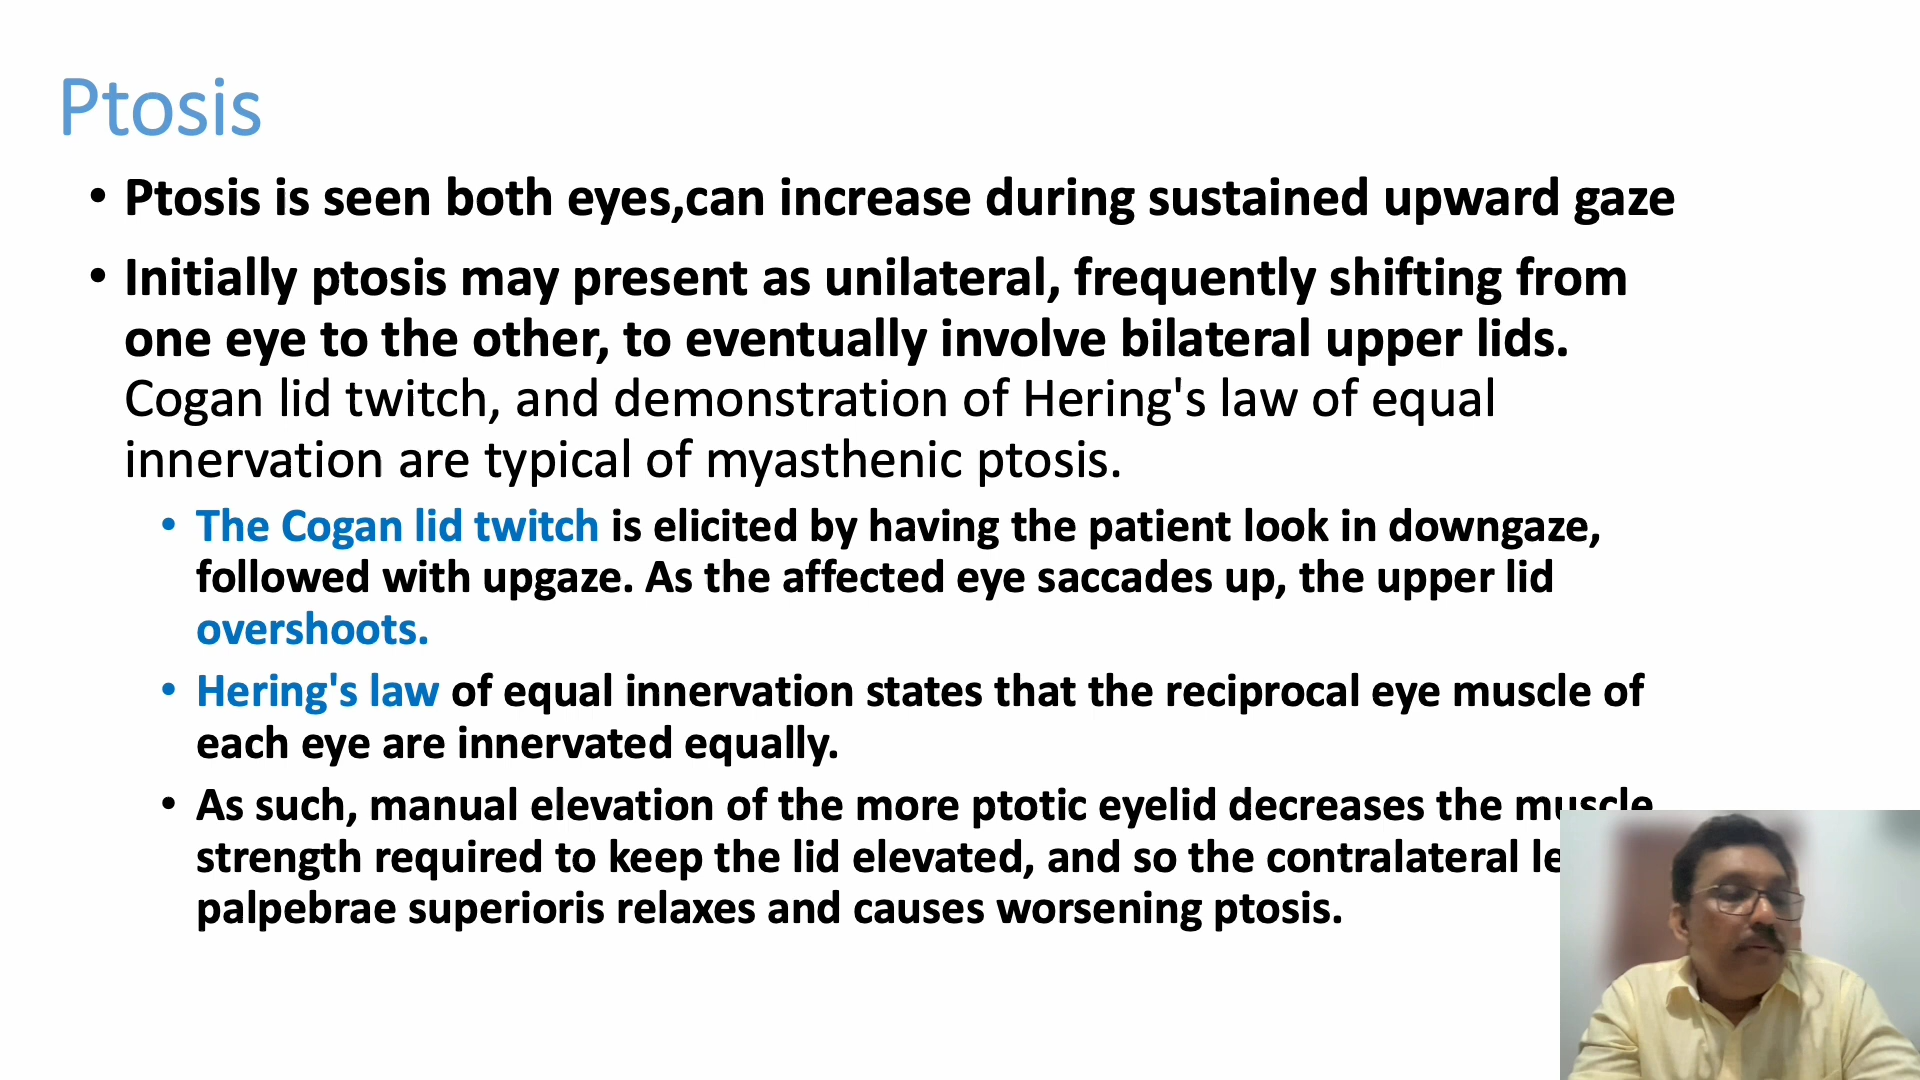 Ptosis
• Ptosis is seen both eyes,can increase during sustained upward gaze
• Initially ptosis may present as unilateral, frequently shifting from
one eye to the other, to eventually involve bilateral upper lids.
Cogan lid twitch, and demonstration of Hering's law of equal
innervation are typical of myasthenic ptosis.
• The Cogan lid twitch is elicited by having the patient look in downgaze,
followed with upgaze. As the affected eye saccades up, the upper lid
overshoots.
• Hering's law of equal innervation states that the reciprocal eye muscle of
each eye are innervated equally.
• As such, manual elevation of the more ptotic eyelid decreases the muscle
strength required to keep the lid elevated, and so the contralateral
palpebrae superioris relaxes and causes worsening ptosis.